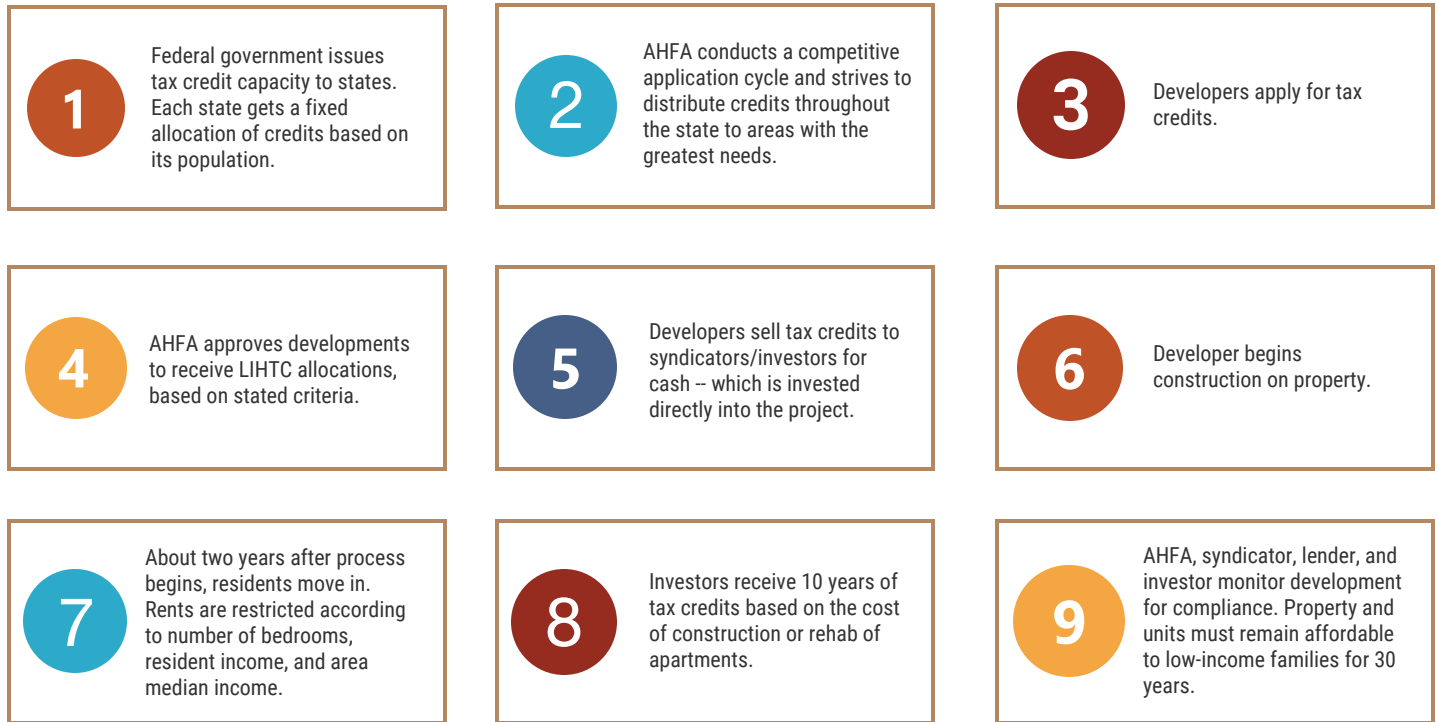 1
Federal government issues
tax credit capacity to states.
Each state gets a fixed
allocation of credits based on
its population.
2
AHFA conducts a competitive
application cycle and strives to
distribute credits throughout
the state to areas with the
greatest needs.
3
Developers apply for tax
credits.
4
AHFA approves developments
to receive LIHTC allocations,
based on stated criteria.
5
Developers sell tax credits to
syndicators/investors for
cash -- which is invested
directly into the project.
6
Developer begins
construction on property.
7
About two years after process
begins, residents move in.
Rents are restricted according
to number of bedrooms,
resident income, and area
median income.
8
Investors receive 10 years of
tax credits based on the cost
of construction or rehab of
apartments.
9
AHFA, syndicator, lender, and
investor monitor development
for compliance. Property and
units must remain affordable
to low-income families for 30
years.